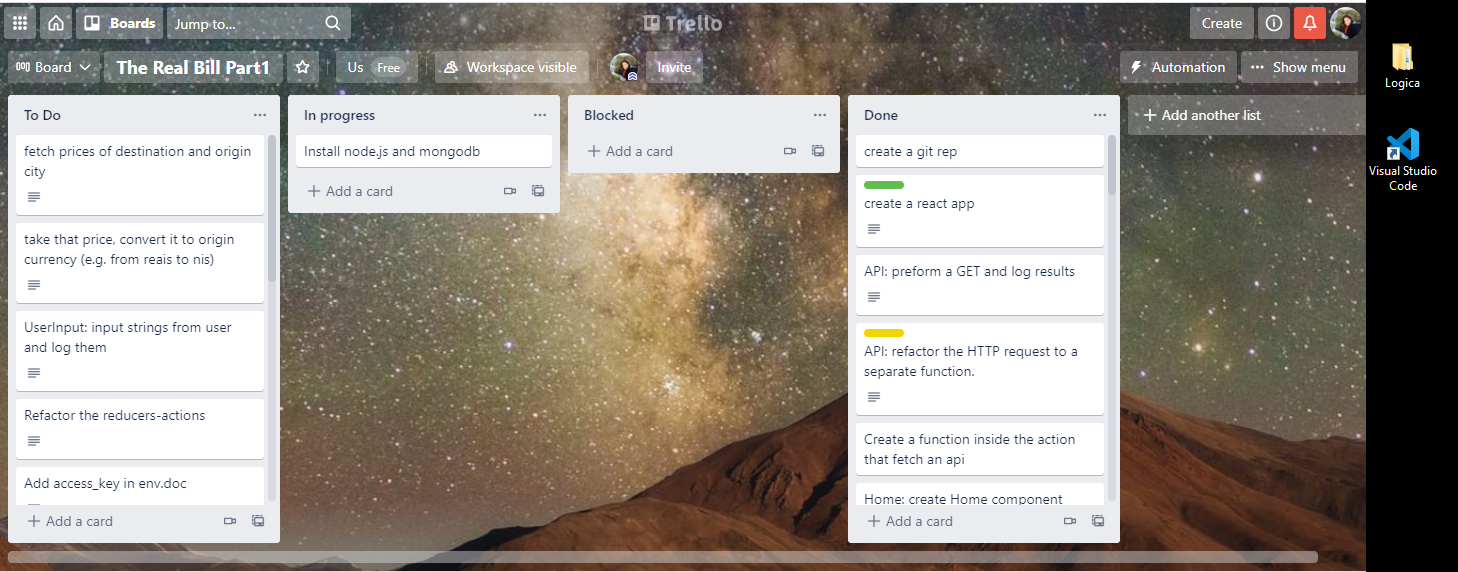 Boards
Jump to...
Trello
Create
Board
The Real Bill Part1
Us Free
Workspace visible
Invite
Automation
Show menu
To Do
fetch prices of destination and origin
city
take that price, convert it to origin
currency (e.g. from reais to nis)
UserInput: input strings from user
and log them
Refactor the reducers-actions
Add access_key in env.doc
Add a card
In progress
Install node.js and mongodb
Add a card
Blocked
Add a card
Done
create a git rep
create a react app
API: preform a GET and log results
API: refactor the HTTP request to a
separate function.
Create a function inside the action
that fetch an api
Home: create Home component
Add a card
Add another list
Logica
Visual Studio
Code